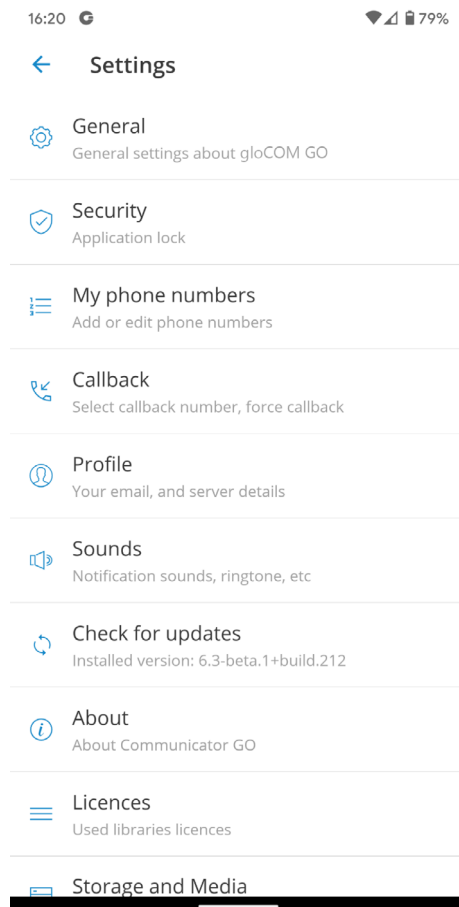 16:20 G 79%
Settings
General
General settings about gloCOM GO
Security
Application lock
My phone numbers
Add or edit phone numbers
Callback
Select callback number, force callback
Profile
Your email, and server details
Sounds
Notification sounds, ringtone, etc
Check for updates
Installed version: 6.3-beta.1+build.212
About
About Communicator GO
Licences
Used libraries licences
Storage and Media